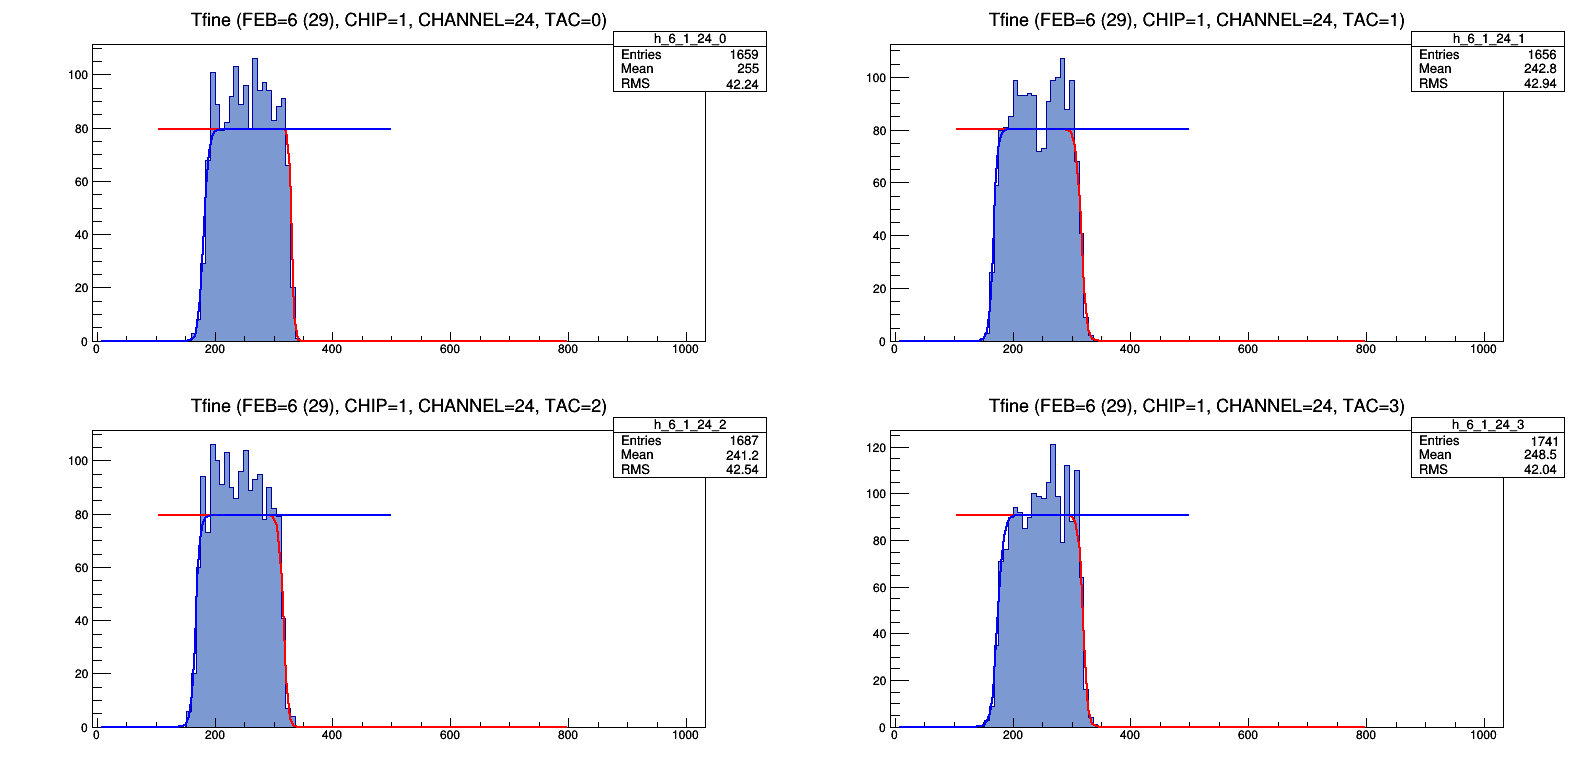 Tfine (FEB=6 (29), CHIP=1, CHANNEL=24, TAC=0)
h_6_1_24_0
Entries 1659
Mean 255
RMS 42.24
100
80
60
40
20
0
0 200 400 600 800 1000
Tfine (FEB=6 (29), CHIP=1, CHANNEL=24, TAC=1)
h_6_1_24_1
Entries 1656
Mean 242.8
RMS 42.94
100
80
60
40
20
0
0 200 400 600 800 1000
Tfine (FEB=6 (29), CHIP=1, CHANNEL=24, TAC=2)
h_6_1_24_2
Entries 1687
Mean 241.2
RMS 42.54
100
80
60
40
20
0
0 200 400 600 800 1000
Tfine (FEB=6 (29), CHIP=1, CHANNEL=24, TAC=3)
h_6_1_24_3
Entries 1741
Mean 248.5
RMS 42.04
120
100
80
60
40
20
0
0 200 400 600 800 1000